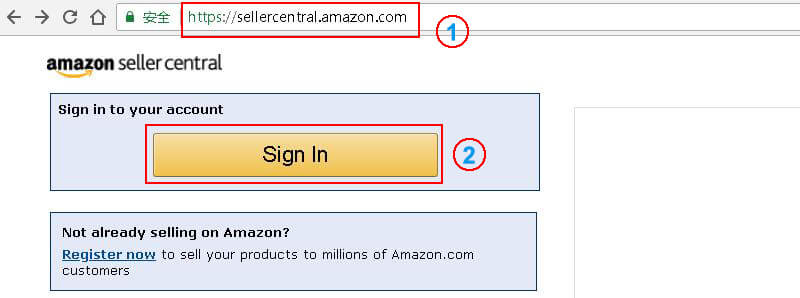 安全 https://sellercentral.amazon.com
1
amazon seller central
Sign in to your account
Sign In
2
Not already selling on Amazon?
Register now to sell your products to millions of Amazon.com
customers